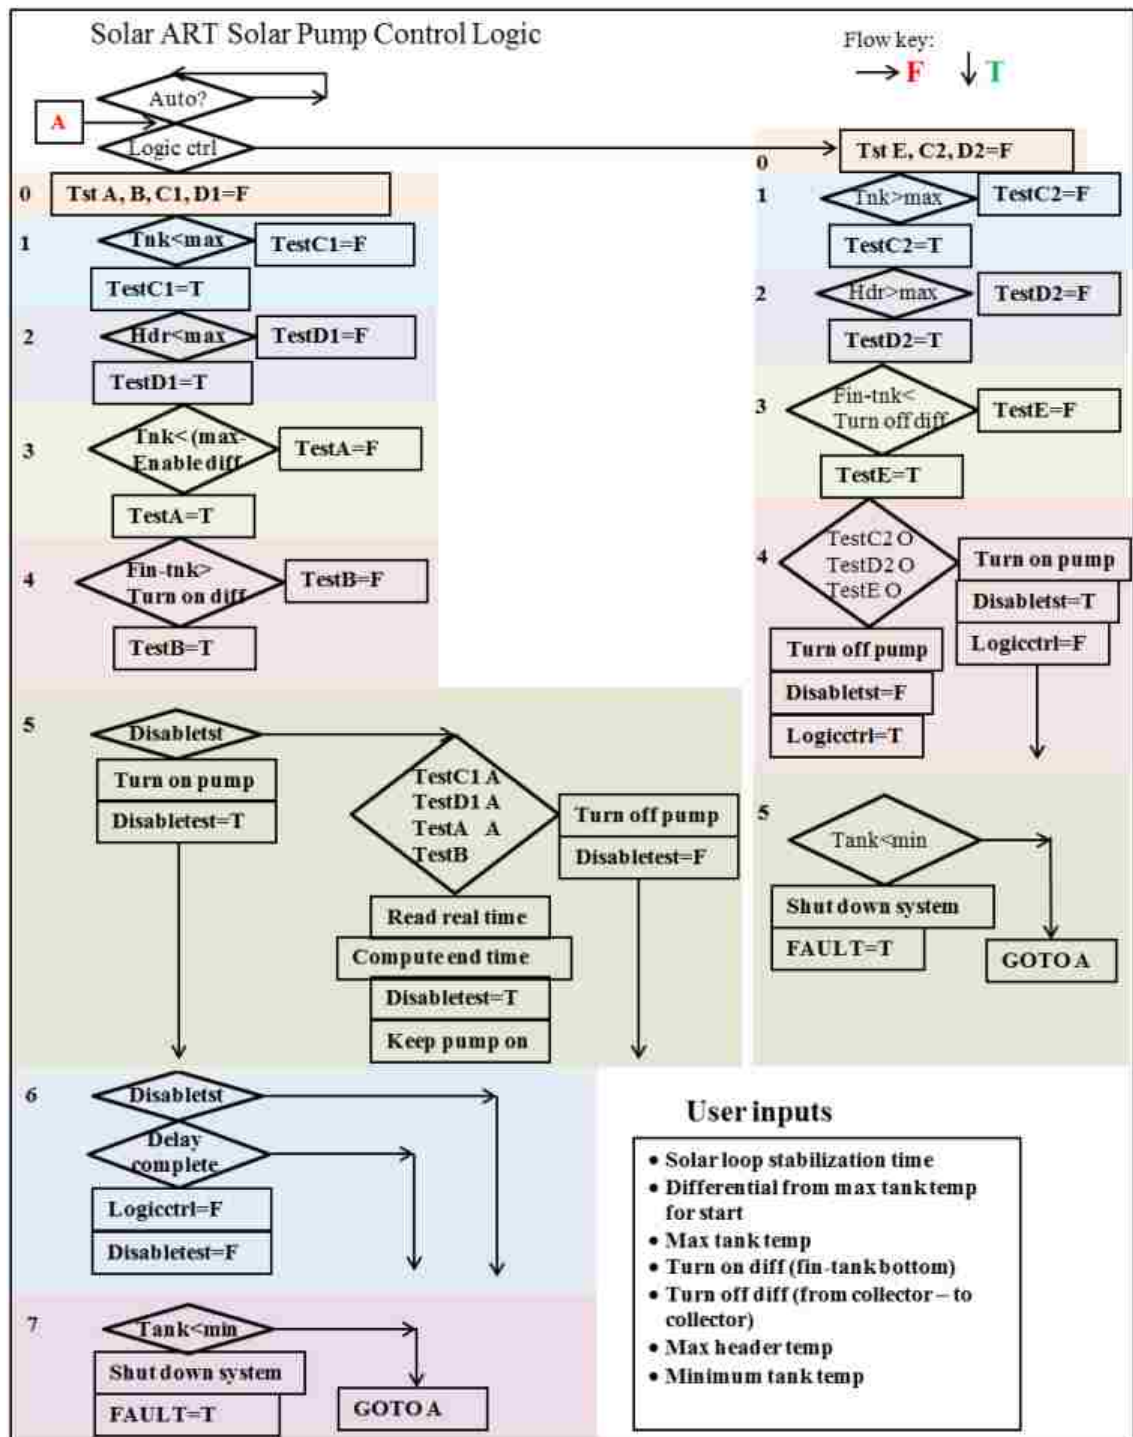 Solar ART Solar Pump Control Logic
Flow key:
F T
Auto?
A
Logic ctrl
0
Tst A, B, C1, D1=F
1
Tnk<max
TestC1=F
TestC1=T
2
Hdr<max
TestD1=F
TestD1=T
3
Tnk<(max-
Enable diff
TestA=F
TestA=T
4
Fin-tnk>
Turn on diff
TestB=F
TestB=T
5
Disabletst
Turn on pump
Disabletest=T
TestC1 A
TestD1 A
TestA A
TestB
Turn off pump
Disabletest=F
Read real time
Compute end time
Disabletest=T
Keep pump on
6
Disabletst
Delay
complete
Logicctrl=F
Disabletest=F
7
Tank<min
Shut down system
FAULT=T
GOTO A
0
Tst E, C2, D2=F
1
Tnk>max
TestC2=F
TestC2=T
2
Hdr>max
TestD2=F
TestD2=T
3
Fin-tnk<
Turn off diff
TestE=F
TestE=T
4
TestC2 O
TestD2 O
TestE O
Turn on pump
Disabletst=T
Logicctrl=F
Turn off pump
Disabletst=F
Logicctrl=T
5
Tank<min
Shut down system
FAULT=T
GOTO A
User inputs
• Solar loop stabilization time
• Differential from max tank temp
for start
• Max tank temp
• Turn on diff (fin-tank bottom)
• Turn off diff (from collector – to
collector)
• Max header temp
• Minimum tank temp